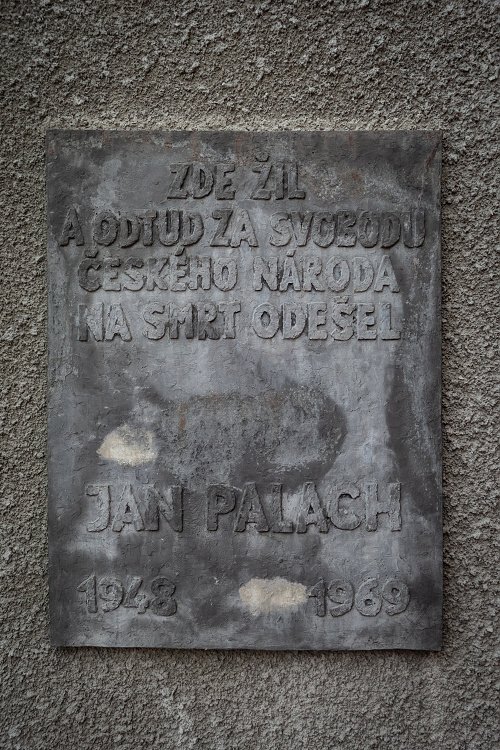 ZDE ŽIL
A ODTUD ZA SVOBODU
ČESKÉHO NÁRODA
NA SMRT ODEŠEL
JAN PALACH
1948 1969